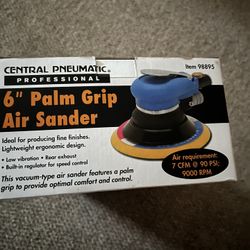 CENTRAL PNEUMATIC®
PROFESSIONAL
Item 98895
6" Palm Grip
Air Sander
Ideal for producing fine finishes.
Lightweight ergonomic design.
• Low vibration • Rear exhaust
• Built-in regulator for speed control
This vacuum-type air sander features a palm
grip to provide optimal comfort and control.
Air requirement:
7 CFM @ 90 PSI;
9000 RPM